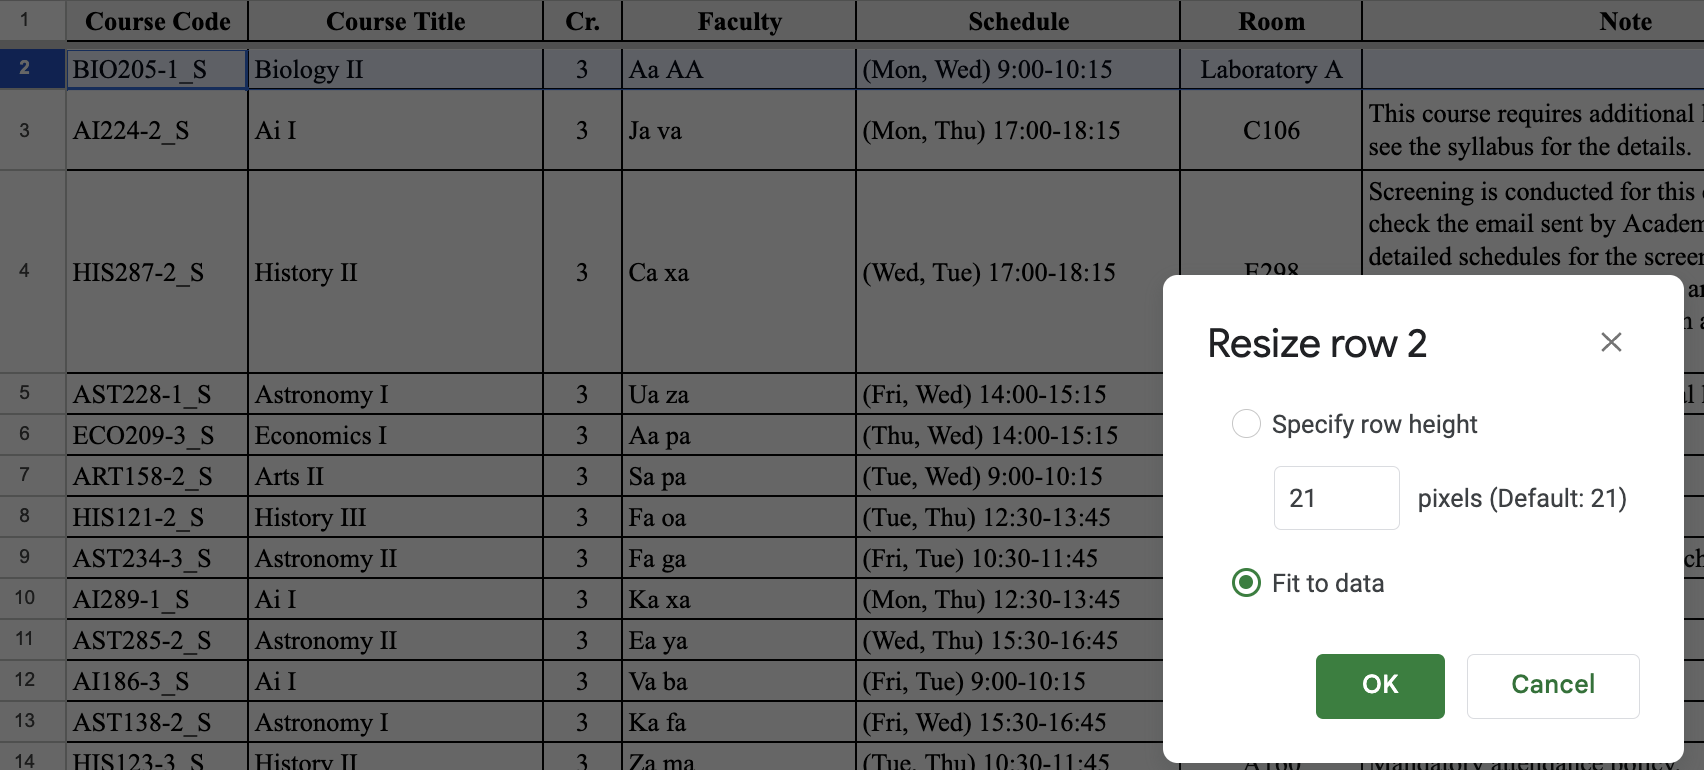 1 Course Code Course Title Cr. Faculty Schedule Room Note
2 BIO205-1_S Biology II 3 Aa AA (Mon, Wed) 9:00-10:15 Laboratory A
3 AI224-2_S Ai I 3 Ja va (Mon, Thu) 17:00-18:15 C106 This course requires additional
see the syllabus for the details.
4 HIS287-2_S History II 3 Ca xa (Wed, Tue) 17:00-18:15 Screening is conducted for this
check the email sent by
detailed schedules for the
5 AST228-1_S Astronomy I 3 Ua za (Fri, Wed) 14:00-15:15
6 ECO209-3_S Economics I 3 Aa pa (Thu, Wed) 14:00-15:15
7 ART158-2_S Arts II 3 Sa pa (Tue, Wed) 9:00-10:15
8 HIS121-2_S History III 3 Fa oa (Tue, Thu) 12:30-13:45
9 AST234-3_S Astronomy II 3 Fa ga (Fri, Tue) 10:30-11:45
10 AI289-1_S Ai I 3 Ka xa (Mon, Thu) 12:30-13:45
11 AST285-2_S Astronomy II 3 Ea ya (Wed, Thu) 15:30-16:45
12 AI186-3_S Ai I 3 Va ba (Fri, Tue) 9:00-10:15
13 AST138-2_S Astronomy I 3 Ka fa (Fri, Wed) 15:30-16:45
14 HIS123-3_S History II 3 Za ma (Tue, Thu) 10:30-11:45 Mandatory attendance policy.
Resize row 2
Specify row height
21 pixels (Default: 21)
Fit to data
OK Cancel